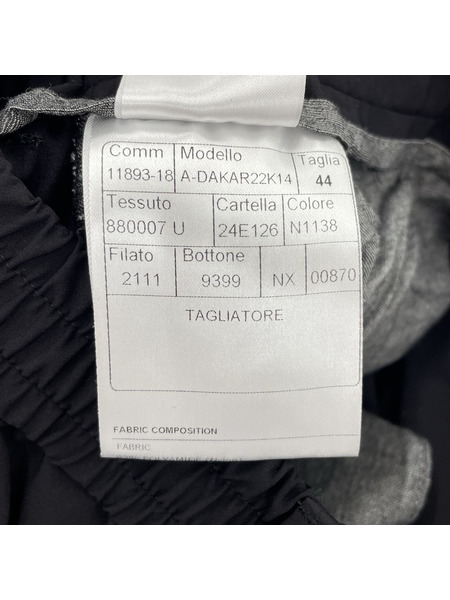 Comm Modello Taglia
11893-18 A-DAKAR22K14 44
Tessuto Cartella Colore
880007 U 24E126 N1138
Filato Bottone
2111 9399 NX 00870
TAGLIATORE
FABRIC COMPOSITION
FABRIC